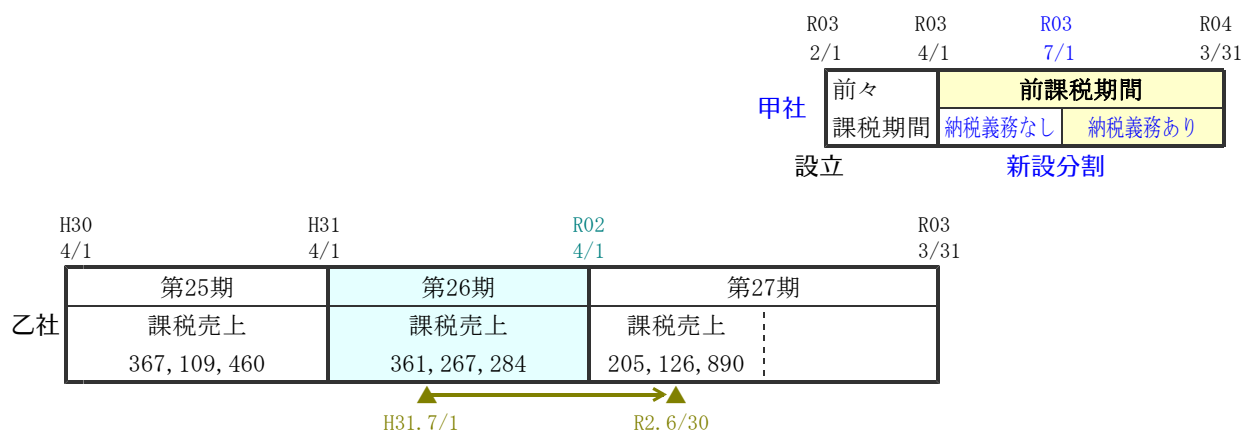 R03 R03 R03 R04
2/1 4/1 7/1 3/31
甲社
前々
課税期間
前課税期間
納税義務なし 納税義務あり
設立 新設分割
H30 H31 R02 R03
4/1 4/1 4/1 3/31
乙社
第25期 第26期 第27期
課税売上 課税売上 課税売上
367,109,460 361,267,284 205,126,890
H31.7/1 R2.6/30